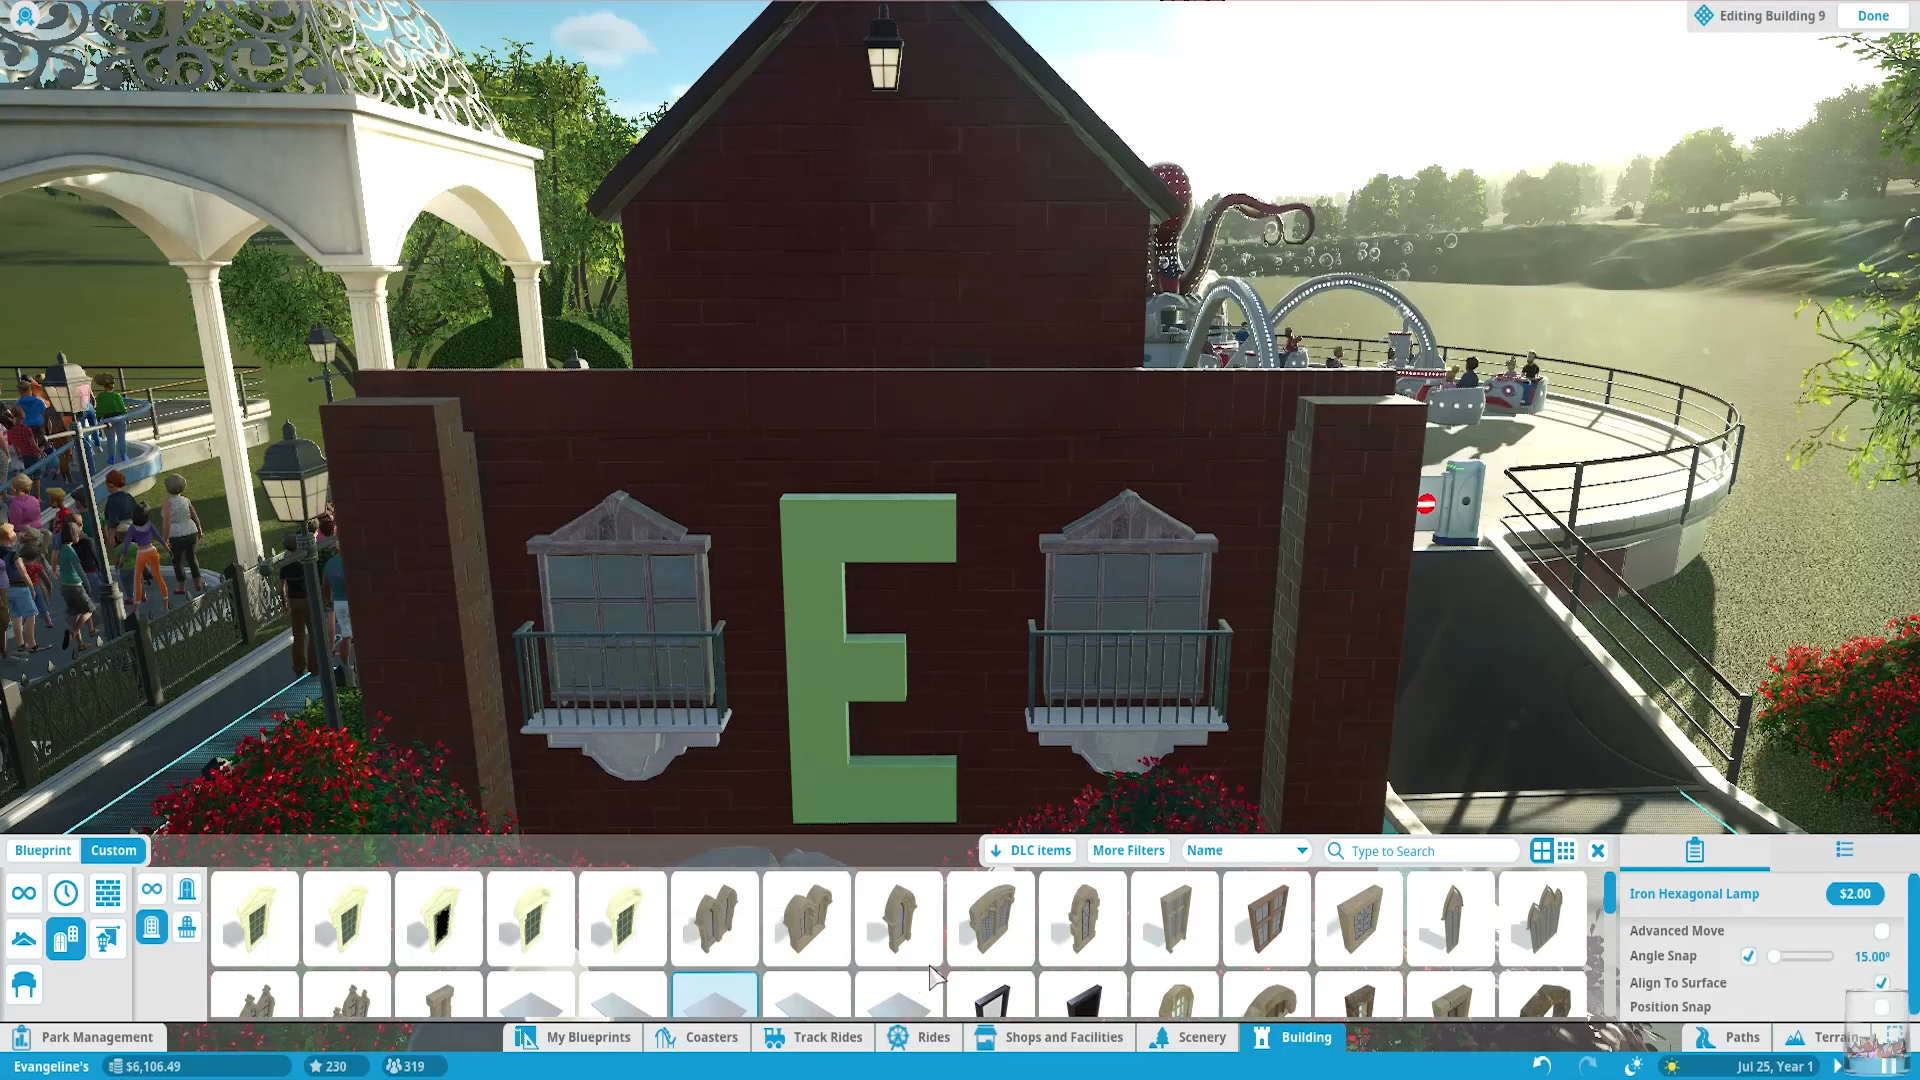 Editing Building 9
Done
E
Blueprint
Custom
DLC items
More Filters
Name
Type to Search
Iron Hexagonal Lamp
$2.00
Advanced Move
Angle Snap
15.00°
Align To Surface
Position Snap
Park Management
My Blueprints
Coasters
Track Rides
Rides
Shops and Facilities
Scenery
Building
Paths
Terrain
Evangeline's
$6,106.49
230
319
Jul 25, Year 1